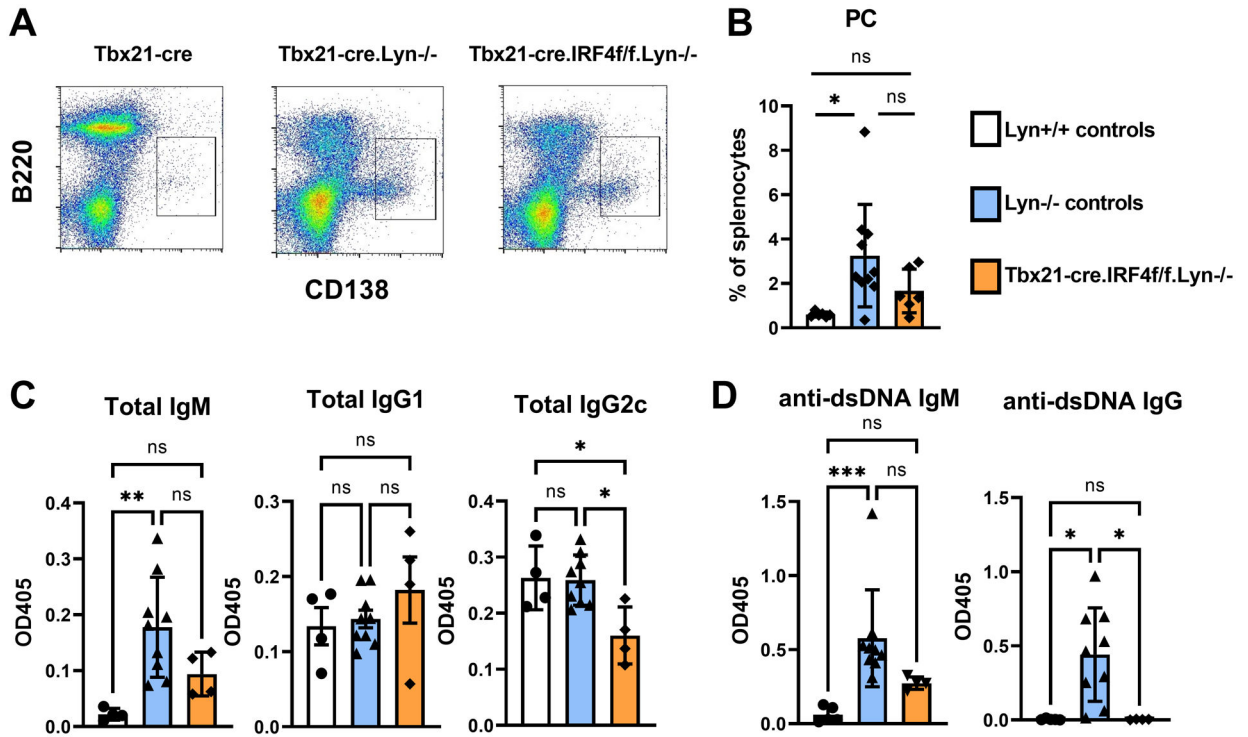 A
Tbx21-cre
Tbx21-cre.Lyn-/-
Tbx21-cre.IRF4f/f.Lyn-/-
B220
CD138
B
PC
ns
*
ns
% of splenocytes
10
8
6
4
2
0
Lyn+/+ controls
Lyn-/- controls
Tbx21-cre.IRF4f/f.Lyn-/-
C
Total IgM
ns
**
ns
OD405
0.4
0.3
0.2
0.1
0.0
Total IgG1
ns
ns
ns
OD405
0.3
0.2
0.1
0.0
Total IgG2c
*
ns
*
OD405
0.4
0.3
0.2
0.1
0.0
D
anti-dsDNA IgM
ns
***
ns
OD405
1.5
1.0
0.5
0.0
anti-dsDNA IgG
ns
*
*
OD405
1.5
1.0
0.5
0.0